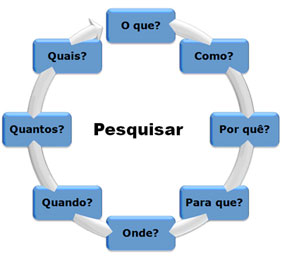 O que?
Como?
Por quê?
Para que?
Onde?
Quando?
Quantos?
Quais?
Pesquisar